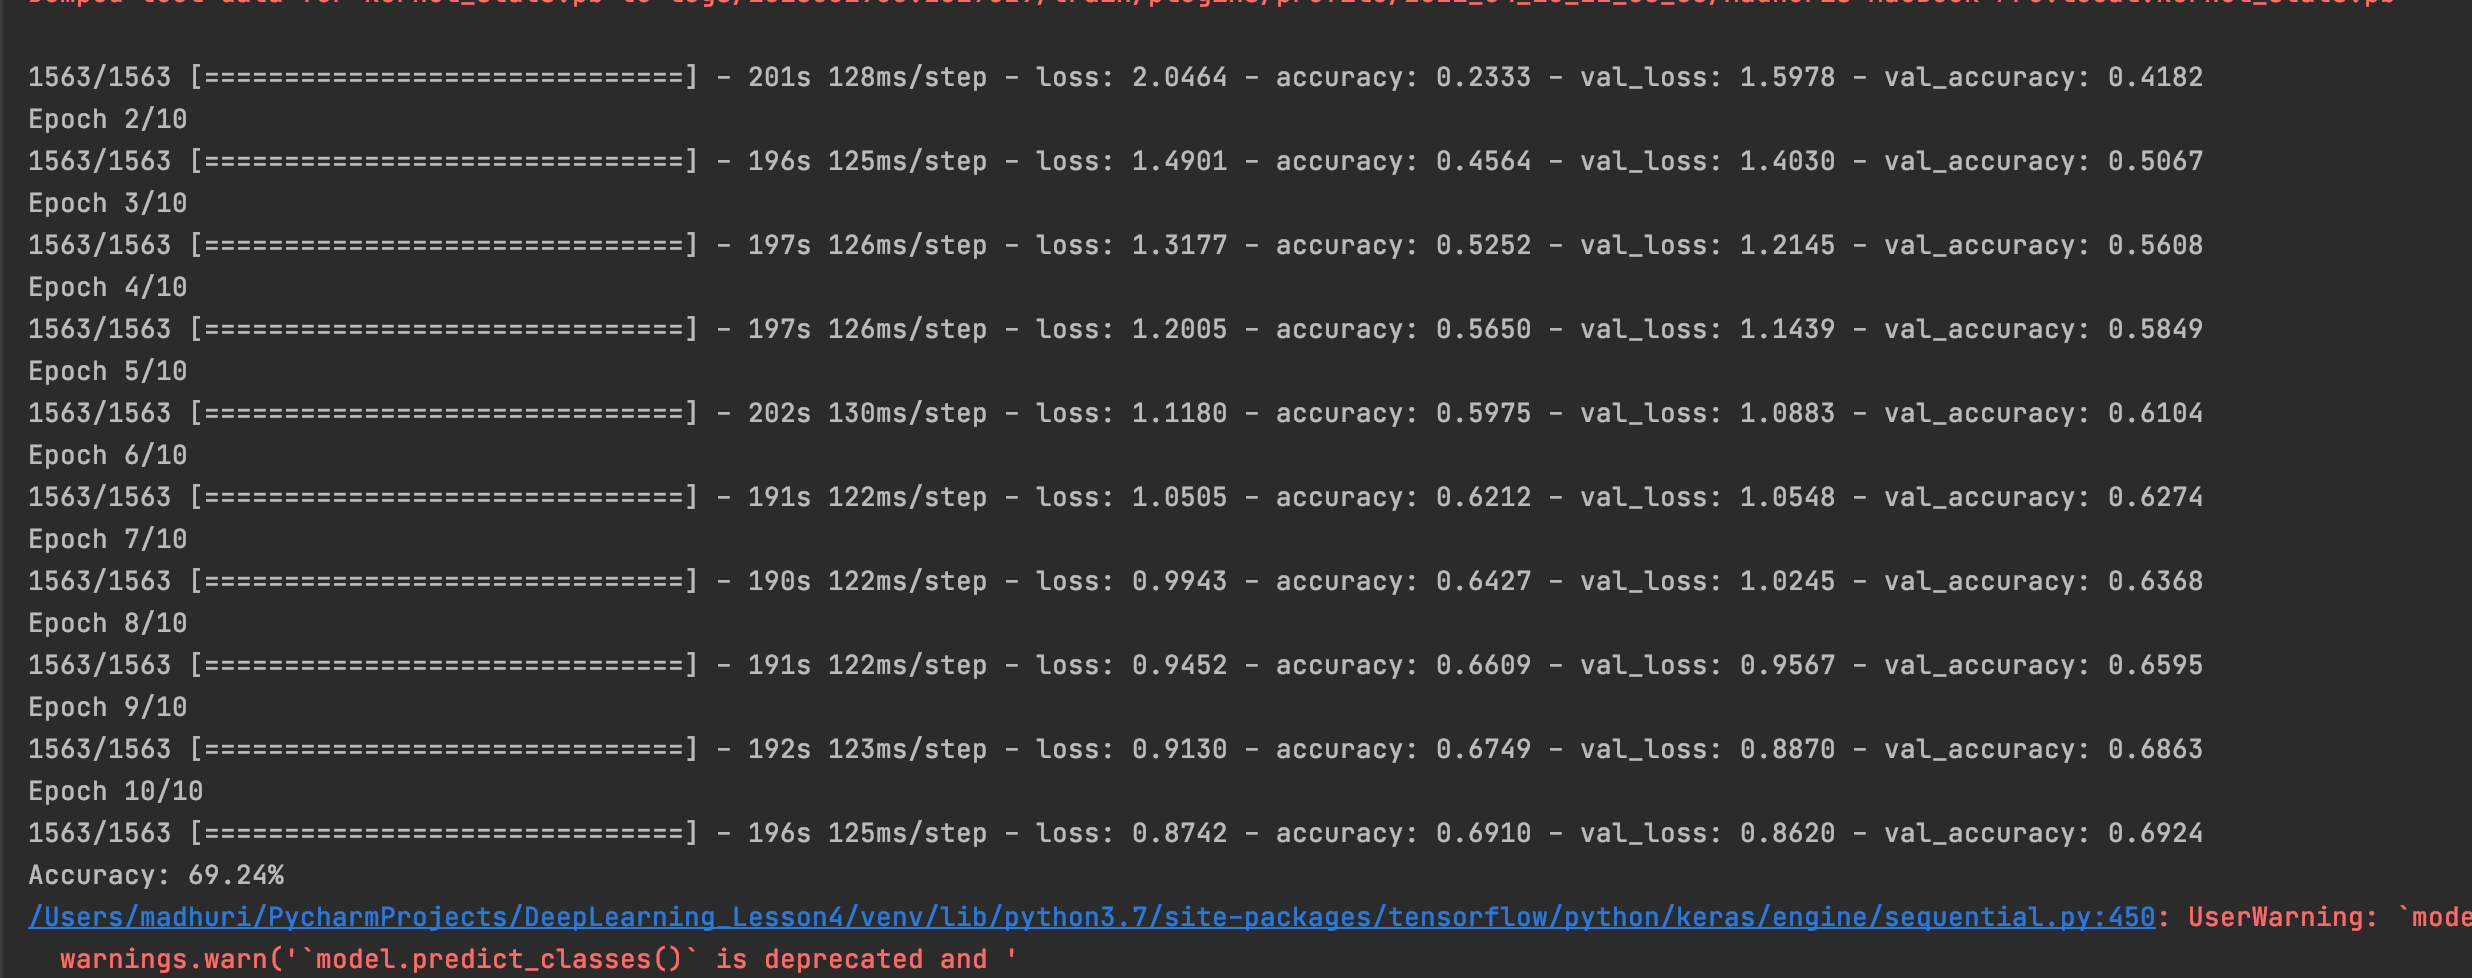 1563/1563 [==============================] - 201s 128ms/step - loss: 2.0464 - accuracy: 0.2333 - val_loss: 1.5978 - val_accuracy: 0.4182
Epoch 2/10
1563/1563 [==============================] - 196s 125ms/step - loss: 1.4901 - accuracy: 0.4564 - val_loss: 1.4030 - val_accuracy: 0.5067
Epoch 3/10
1563/1563 [==============================] - 197s 126ms/step - loss: 1.3177 - accuracy: 0.5252 - val_loss: 1.2145 - val_accuracy: 0.5608
Epoch 4/10
1563/1563 [==============================] - 197s 126ms/step - loss: 1.2005 - accuracy: 0.5650 - val_loss: 1.1439 - val_accuracy: 0.5849
Epoch 5/10
1563/1563 [==============================] - 202s 130ms/step - loss: 1.1180 - accuracy: 0.5975 - val_loss: 1.0883 - val_accuracy: 0.6104
Epoch 6/10
1563/1563 [==============================] - 191s 122ms/step - loss: 1.0505 - accuracy: 0.6212 - val_loss: 1.0548 - val_accuracy: 0.6274
Epoch 7/10
1563/1563 [==============================] - 190s 122ms/step - loss: 0.9943 - accuracy: 0.6427 - val_loss: 1.0245 - val_accuracy: 0.6368
Epoch 8/10
1563/1563 [==============================] - 191s 122ms/step - loss: 0.9452 - accuracy: 0.6609 - val_loss: 0.9567 - val_accuracy: 0.6595
Epoch 9/10
1563/1563 [==============================] - 192s 123ms/step - loss: 0.9130 - accuracy: 0.6749 - val_loss: 0.8870 - val_accuracy: 0.6863
Epoch 10/10
1563/1563 [==============================] - 196s 125ms/step - loss: 0.8742 - accuracy: 0.6910 - val_loss: 0.8620 - val_accuracy: 0.6924
Accuracy: 69.24%
/Users/madhuri/PycharmProjects/DeepLearning_Lesson4/venv/lib/python3.7/site-packages/tensorflow/python/keras/engine/sequential.py:450: UserWarning: `mode
warnings.warn('`model.predict_classes()` is deprecated and '